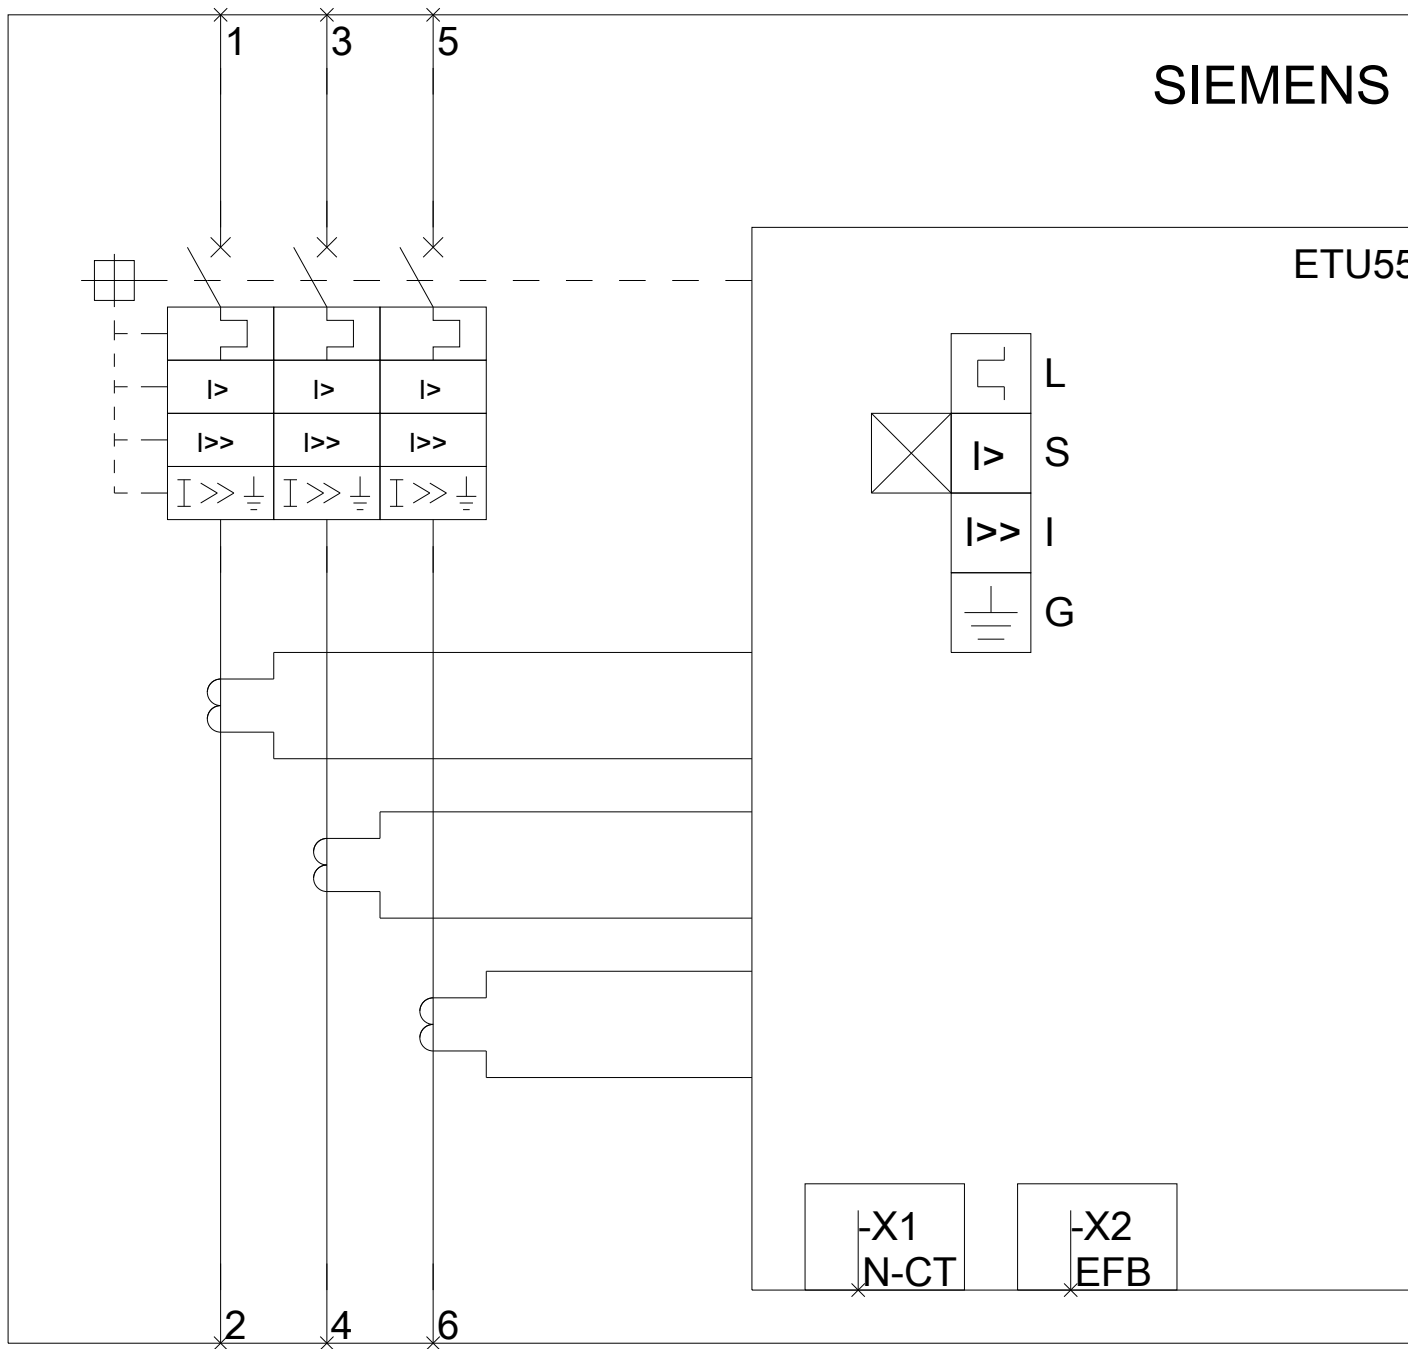 1 3 5
SIEMENS
ETU55
I> I> I>
I>> I>> I>>
I >> I >> I >>
L
I> S
I>> I
G
-X1
N-CT
-X2
EFB
2 4 6